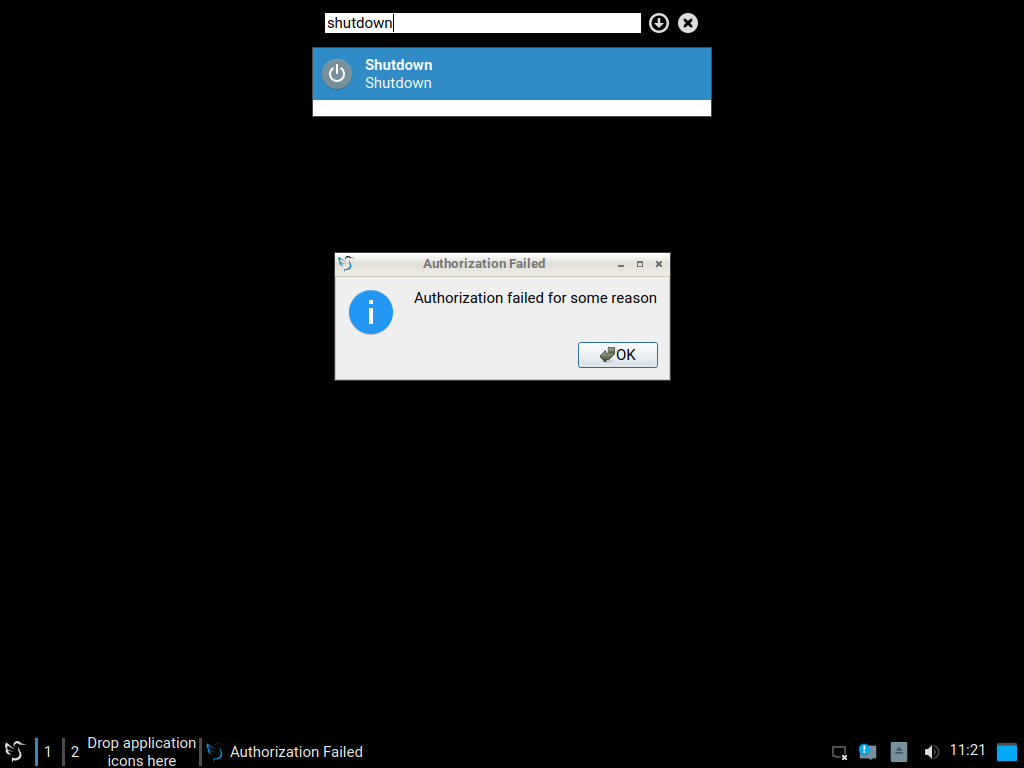 shutdown
Shutdown
Shutdown
Authorization Failed
Authorization failed for some reason
OK
1
2
Drop application
icons here
Authorization Failed
11:21